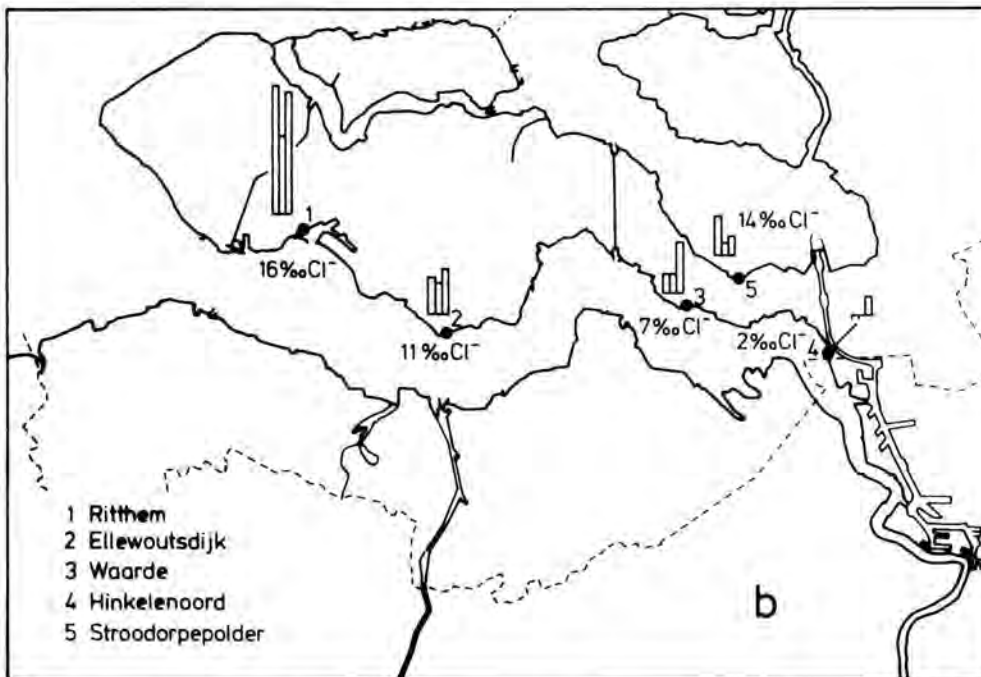 1
16‰Cl⁻
2
11‰Cl⁻
3
7‰Cl⁻
14‰Cl⁻
5
2‰Cl⁻
4
1 Ritthem
2 Ellewoutsdijk
3 Waarde
4 Hinkelenoord
5 Stroodorpepolder
b